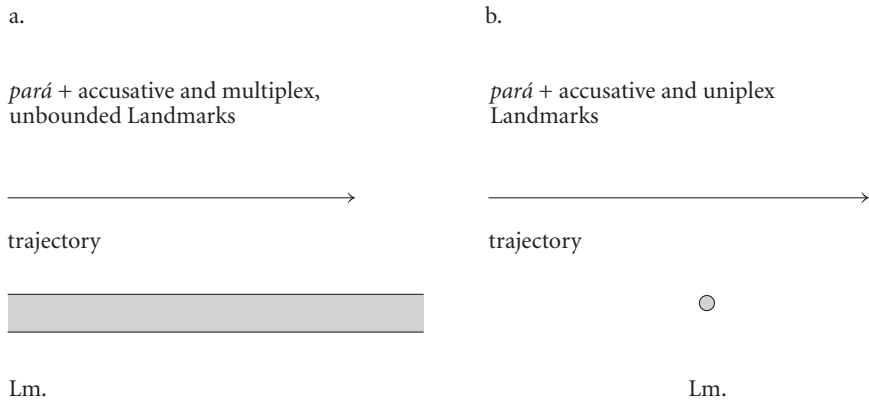 a.
pará + accusative and multiplex,
unbounded Landmarks
trajectory
Lm.
b.
pará + accusative and uniplex
Landmarks
trajectory
Lm.